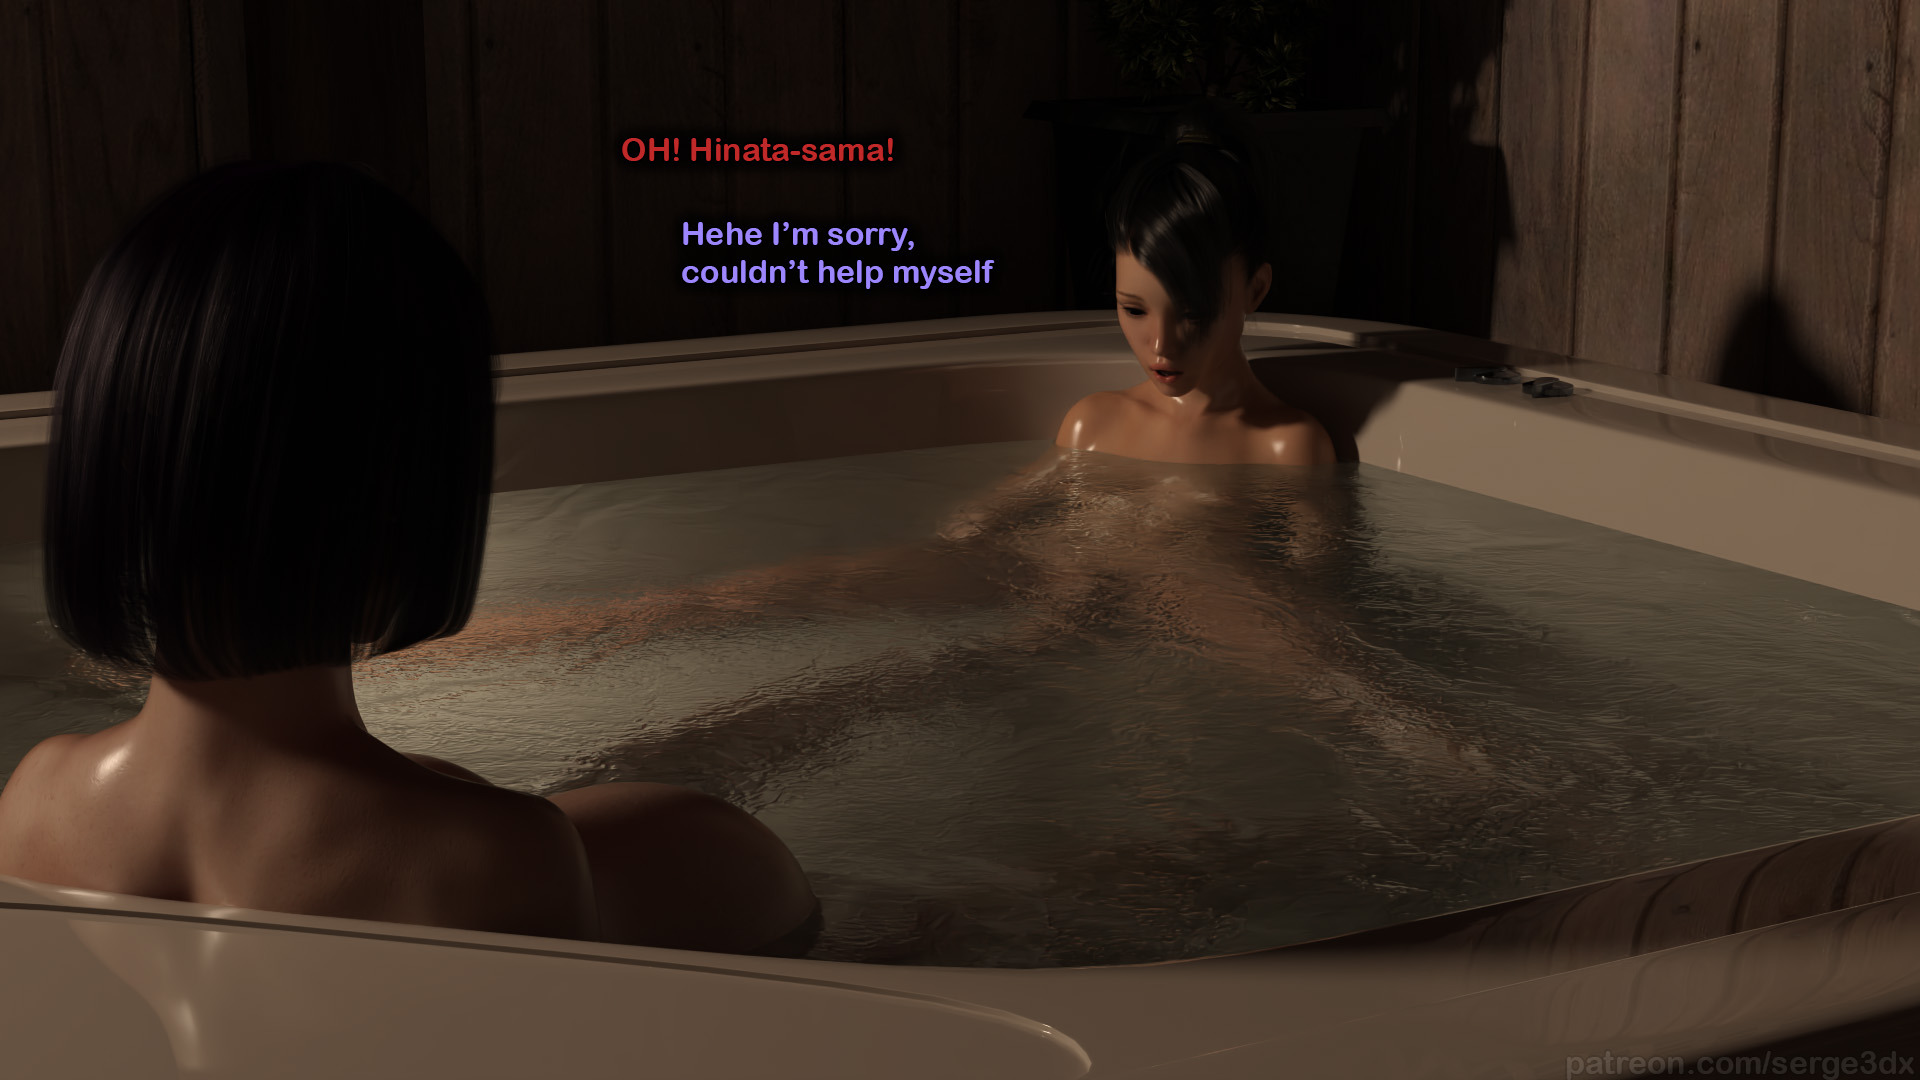 OH! Hinata-sama!
Hehe I'm sorry,
couldn't help myself
patreon.com/serge3dx